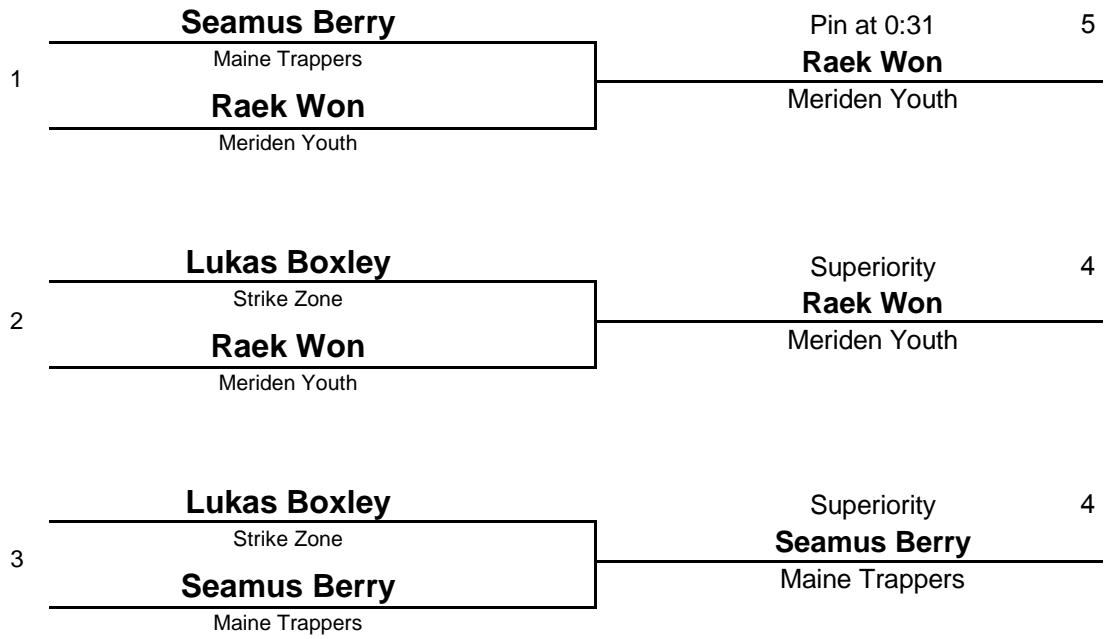 Seamus Berry
Maine Trappers
1
Raek Won
Meriden Youth
Pin at 0:31 5
Raek Won
Meriden Youth
Lukas Boxley
Strike Zone
2
Raek Won
Meriden Youth
Superiority 4
Raek Won
Meriden Youth
Lukas Boxley
Strike Zone
3
Seamus Berry
Maine Trappers
Superiority 4
Seamus Berry
Maine Trappers